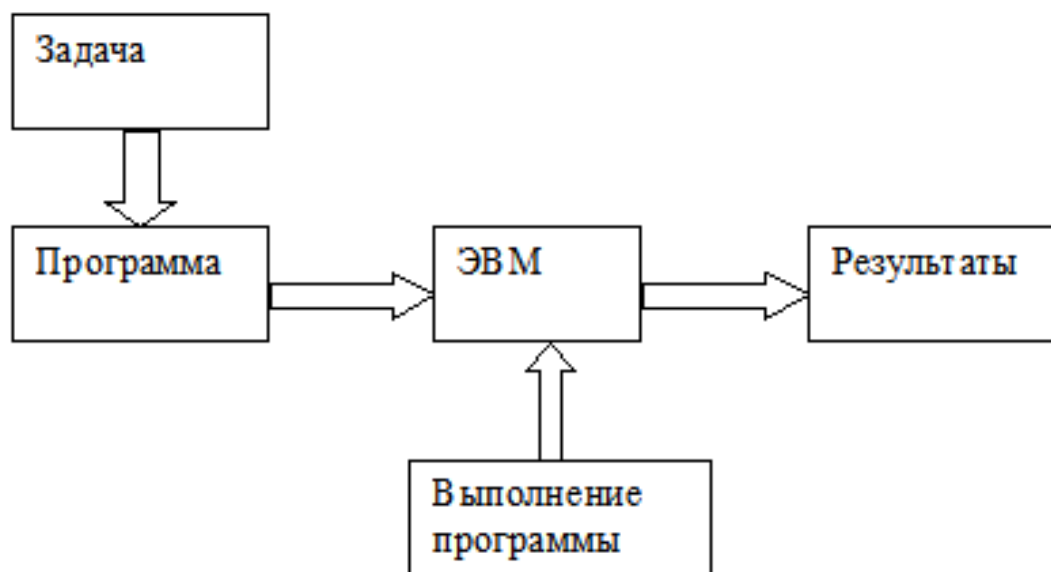 Задача
Программа
ЭВМ
Результаты
Выполнение
программы